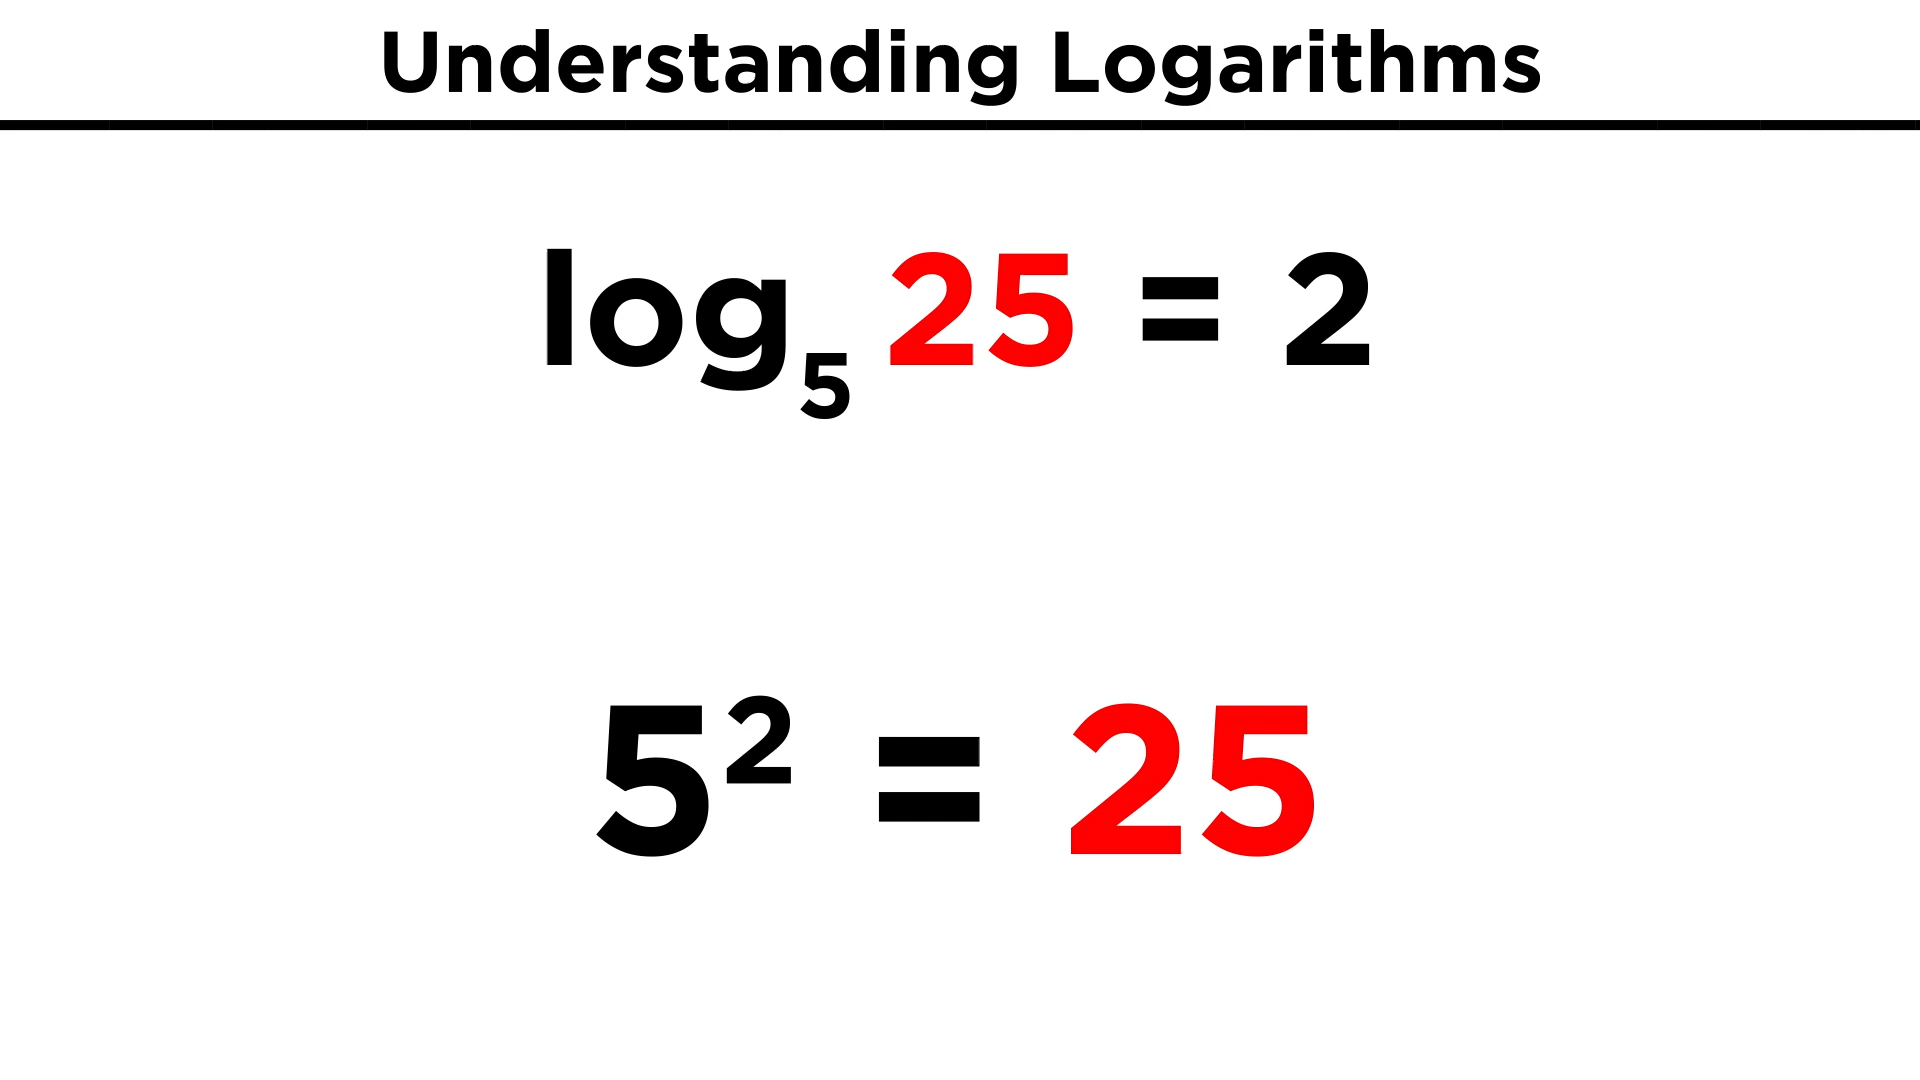 Understanding Logarithms
log₅ 25 = 2
5² = 25